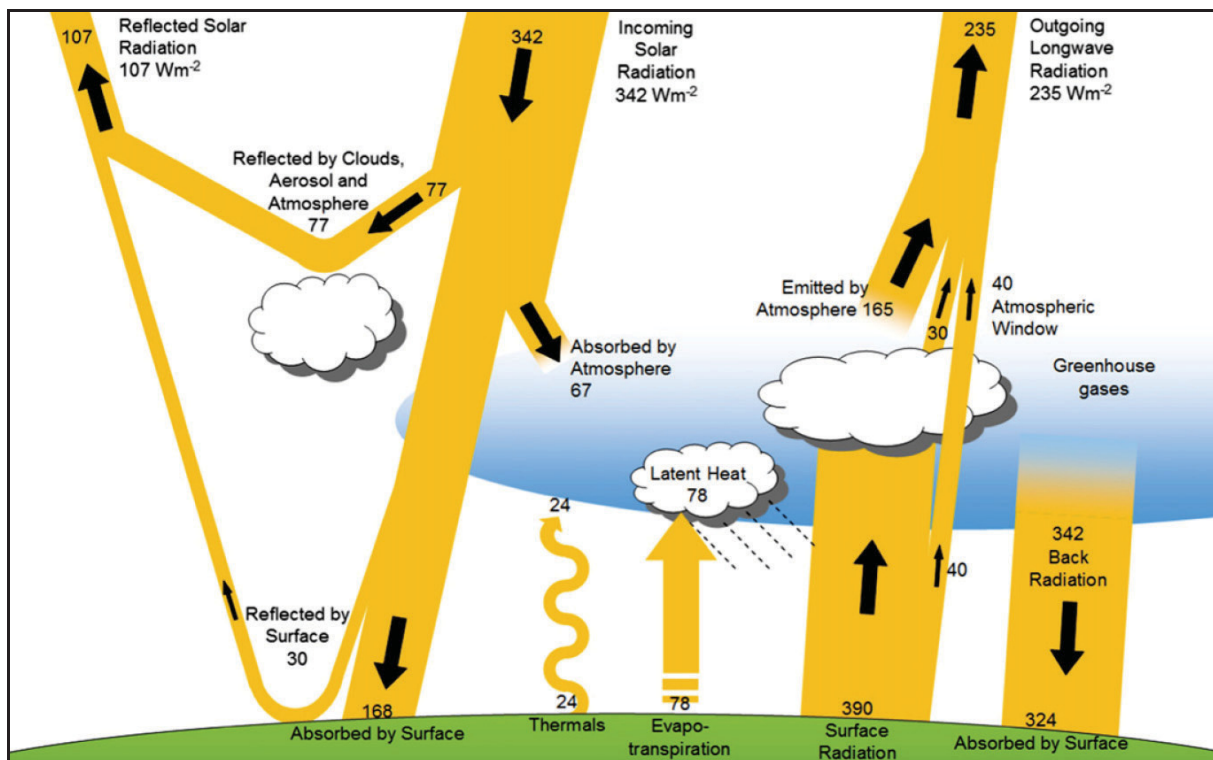 107
Reflected Solar
Radiation
107 Wm-2
342
Incoming
Solar
Radiation
342 Wm-2
235
Outgoing
Longwave
Radiation
235 Wm-2
Reflected by Clouds,
Aerosol and
Atmosphere
77
77
Emitted by
Atmosphere 165
30
40
Atmospheric
Window
Absorbed by
Atmosphere
67
Greenhouse
gases
Latent Heat
78
24
342
Back
Radiation
40
Reflected by
Surface
30
168
Absorbed by Surface
24
Thermals
78
Evapo-
transpiration
390
Surface
Radiation
324
Absorbed by Surface